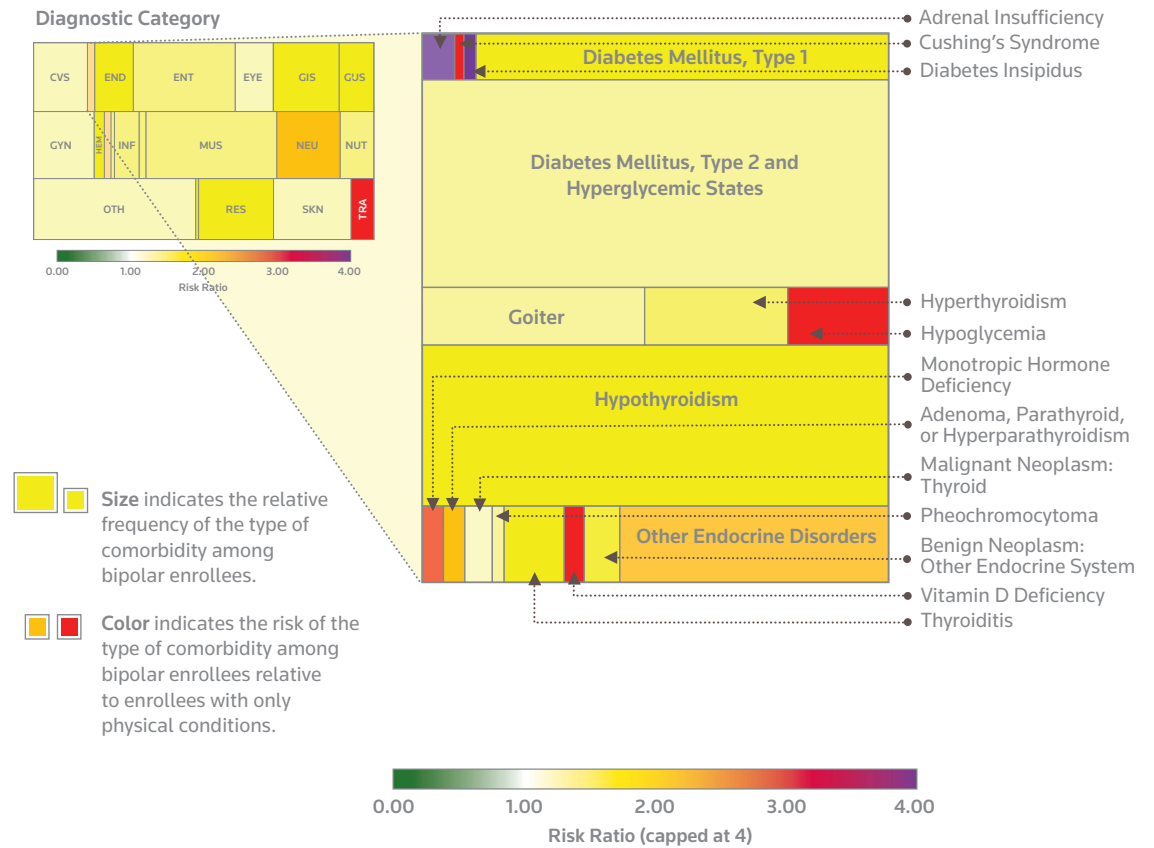 Diagnostic Category
CVS
END
ENT
EYE
GIS
GUS
GYN
HEM
INF
MUS
NEU
NUT
OTH
RES
SKN
TRA
0.00 1.00 2.00 3.00 4.00
Risk Ratio
Diabetes Mellitus, Type 1
Diabetes Mellitus, Type 2 and
Hyperglycemic States
Goiter
Hypothyroidism
Other Endocrine Disorders
Adrenal Insufficiency
Cushing's Syndrome
Diabetes Insipidus
Hyperthyroidism
Hypoglycemia
Monotropic Hormone
Deficiency
Adenoma, Parathyroid,
or Hyperparathyroidism
Malignant Neoplasm:
Thyroid
Pheochromocytoma
Benign Neoplasm:
Other Endocrine System
Vitamin D Deficiency
Thyroiditis
Size indicates the relative
frequency of the type of
comorbidity among
bipolar enrollees.
Color indicates the risk of the
type of comorbidity among
bipolar enrollees relative
to enrollees with only
physical conditions.
0.00 1.00 2.00 3.00 4.00
Risk Ratio (capped at 4)